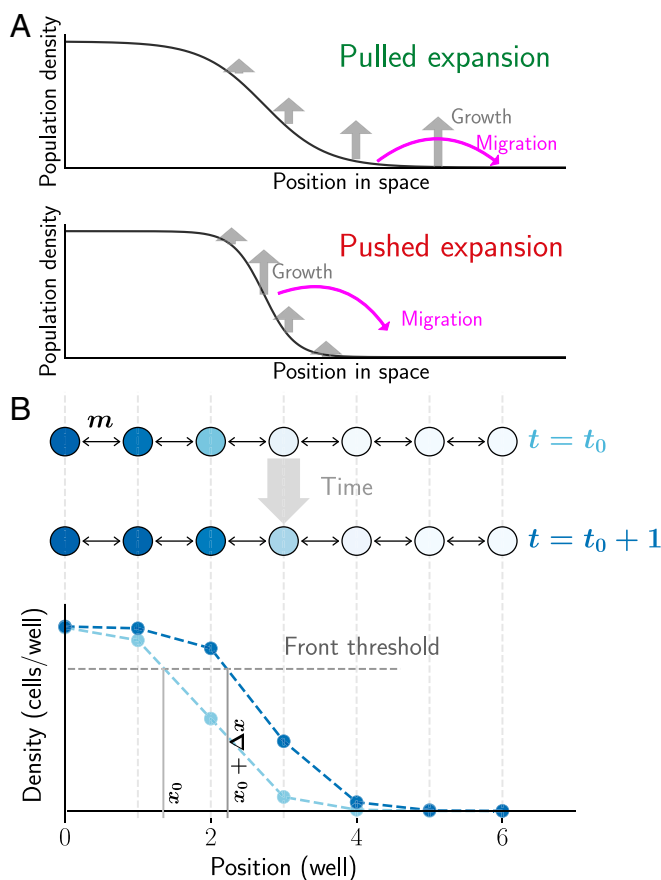 A
Population density
Pulled expansion
Growth
Migration
Position in space
Population density
Pushed expansion
Growth
Migration
Position in space
B
m
t = t₀
Time
t = t₀ + 1
Density (cells/well)
Front threshold
x₀
x₀ + Δx
0 2 4 6
Position (well)